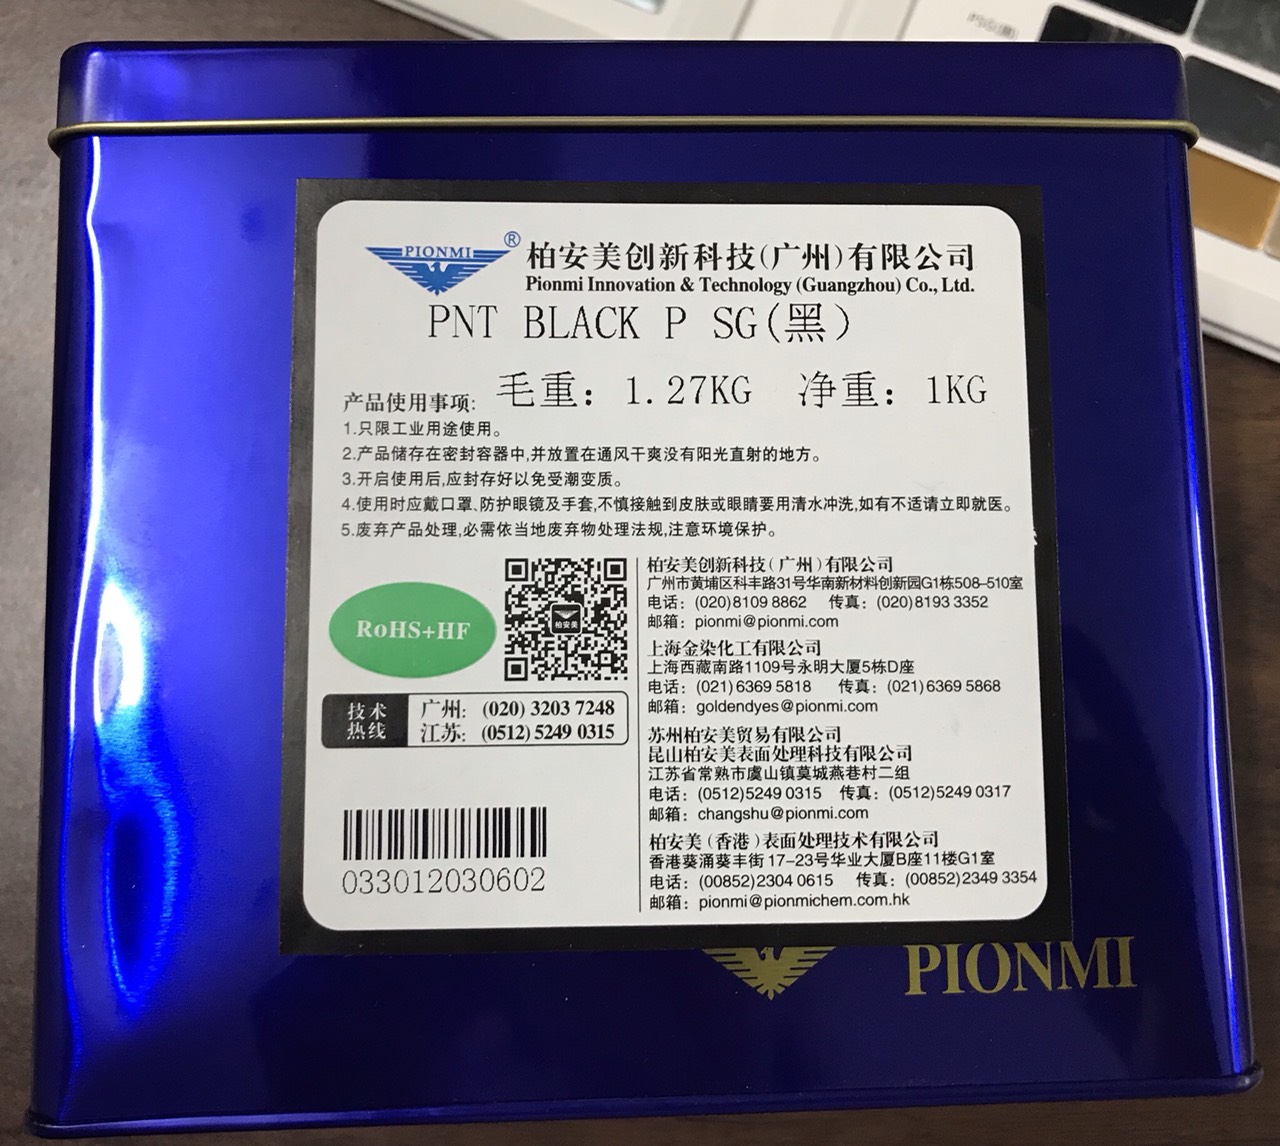 PSG(黑)
PIONMI
®
柏安美创新科技(广州)有限公司
Pionmi Innovation & Technology (Guangzhou) Co., Ltd.
PNT BLACK P SG(黑)
毛重: 1.27KG 净重: 1KG
产品使用事项:
1.只限工业用途使用。
2.产品储存在密封容器中,并放置在通风干爽没有阳光直射的地方。
3.开启使用后,应封存好以免受潮变质。
4.使用时应戴口罩、防护眼镜及手套,不慎接触到皮肤或眼睛要用清水冲洗,如有不适请立即就医。
5.废弃产品处理,必需依当地废弃物处理法规,注意环境保护。
RoHS+HF
柏安美
技术热线
广州: (020) 3203 7248
江苏: (0512) 5249 0315
033012030602
柏安美创新科技(广州)有限公司
广州市黄埔区科丰路31号华南新材料创新园G1栋508-510室
电话: (020)8109 8862 传真: (020)8193 3352
邮箱: pionmi@pionmi.com
上海金染化工有限公司
上海西藏南路1109号永明大厦5栋D座
电话: (021)6369 5818 传真: (021)6369 5868
邮箱: goldendyes@pionmi.com
苏州柏安美贸易有限公司
昆山柏安美表面处理科技有限公司
江苏省常熟市虞山镇莫城燕巷村二组
电话: (0512)5249 0315 传真: (0512)5249 0317
邮箱: changshu@pionmi.com
柏安美(香港)表面处理技术有限公司
香港葵涌葵丰街17-23号华业大厦B座11楼G1室
电话: (00852)2304 0615 传真: (00852)2349 3354
邮箱: pionmi@pionmichem.com.hk
PIONMI